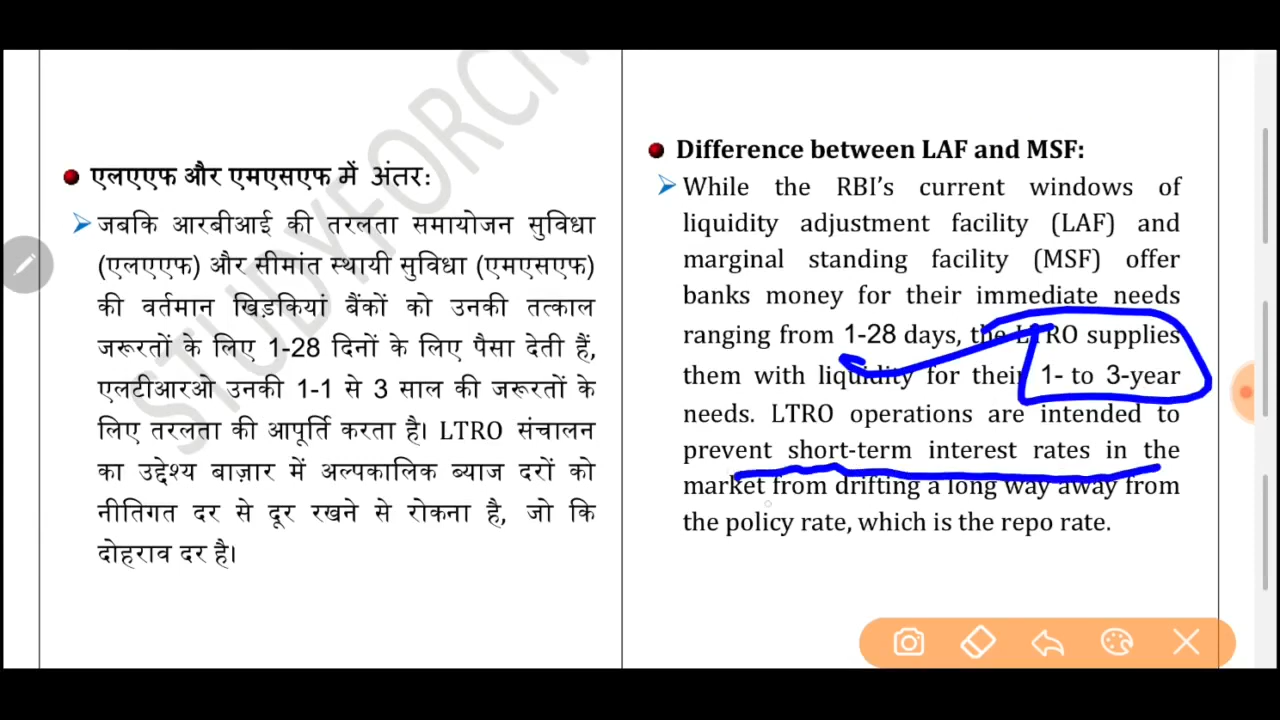 एलएएफ और एमएसएफ में अंतर:
जबकि आरबीआई की तरलता समायोजन सुविधा
(एलएएफ) और सीमांत स्थायी सुविधा (एमएसएफ)
की वर्तमान खिड़कियां बैंकों को उनकी तत्काल
जरूरतों के लिए 1-28 दिनों के लिए पैसा देती हैं,
एलटीआरओ उनकी 1-1 से 3 साल की जरूरतों के
लिए तरलता की आपूर्ति करता है। LTRO संचालन
का उद्देश्य बाज़ार में अल्पकालिक ब्याज दरों को
नीतिगत दर से दूर रखने से रोकना है, जो कि
दोहराव दर है।
Difference between LAF and MSF:
While the RBI's current windows of
liquidity adjustment facility (LAF) and
marginal standing facility (MSF) offer
banks money for their immediate needs
ranging from 1-28 days, the LTRO supplies
them with liquidity for their 1- to 3-year
needs. LTRO operations are intended to
prevent short-term interest rates in the
market from drifting a long way away from
the policy rate, which is the repo rate.
STUDYFORCIV